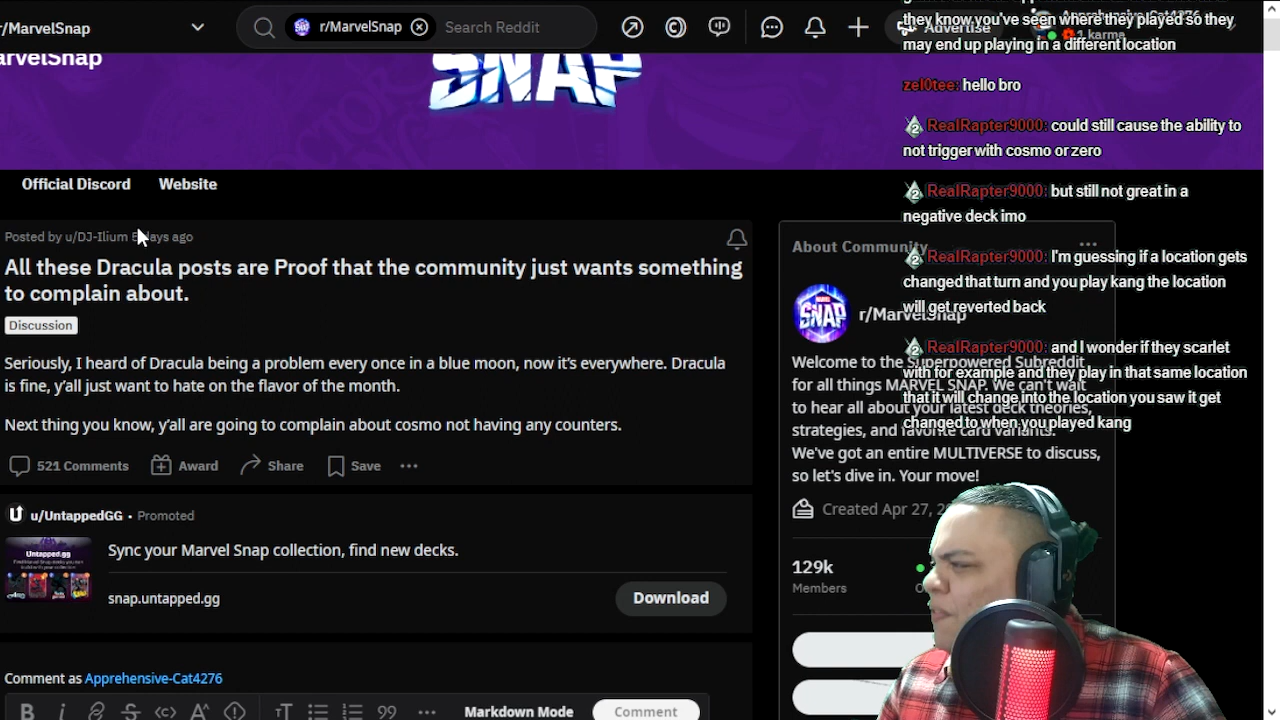 r/MarvelSnap
r/MarvelSnap
Search Reddit
Advertise
1 karma
arvelSnap
SNAP
Official Discord
Website
Posted by u/DJ-Ilium days ago
All these Dracula posts are Proof that the community just wants something
to complain about.
Discussion
Seriously, I heard of Dracula being a problem every once in a blue moon, now it's everywhere. Dracula
is fine, y'all just want to hate on the flavor of the month.
Next thing you know, y'all are going to complain about cosmo not having any counters.
521 Comments
Award
Share
Save
u/UntappedGG • Promoted
Untapped.gg
Sync your Marvel Snap collection, find new decks.
snap.untapped.gg
Download
Comment as Apprehensive-Cat4276
Markdown Mode
Comment
About Community
MARVEL
SNAP
r/MarvelSnap
Welcome to the Superpowered Subreddit
for all things MARVEL SNAP. We can't wait
to hear all about your latest deck theories,
strategies, and favorite card variants.
We've got an entire MULTIVERSE to discuss,
so let's dive in. Your move!
Created Apr 27,
129k
Members
they know you've seen where they played so they
may end up playing in a different location
zel0tee: hello bro
RealRapter9000: could still cause the ability to
not trigger with cosmo or zero
RealRapter9000: but still not great in a
negative deck imo
RealRapter9000: I'm guessing if a location gets
changed that turn and you play kang the location
will get reverted back
RealRapter9000: and I wonder if they scarlet
with for example and they play in that same location
that it will change into the location you saw it get
changed to when you played kang